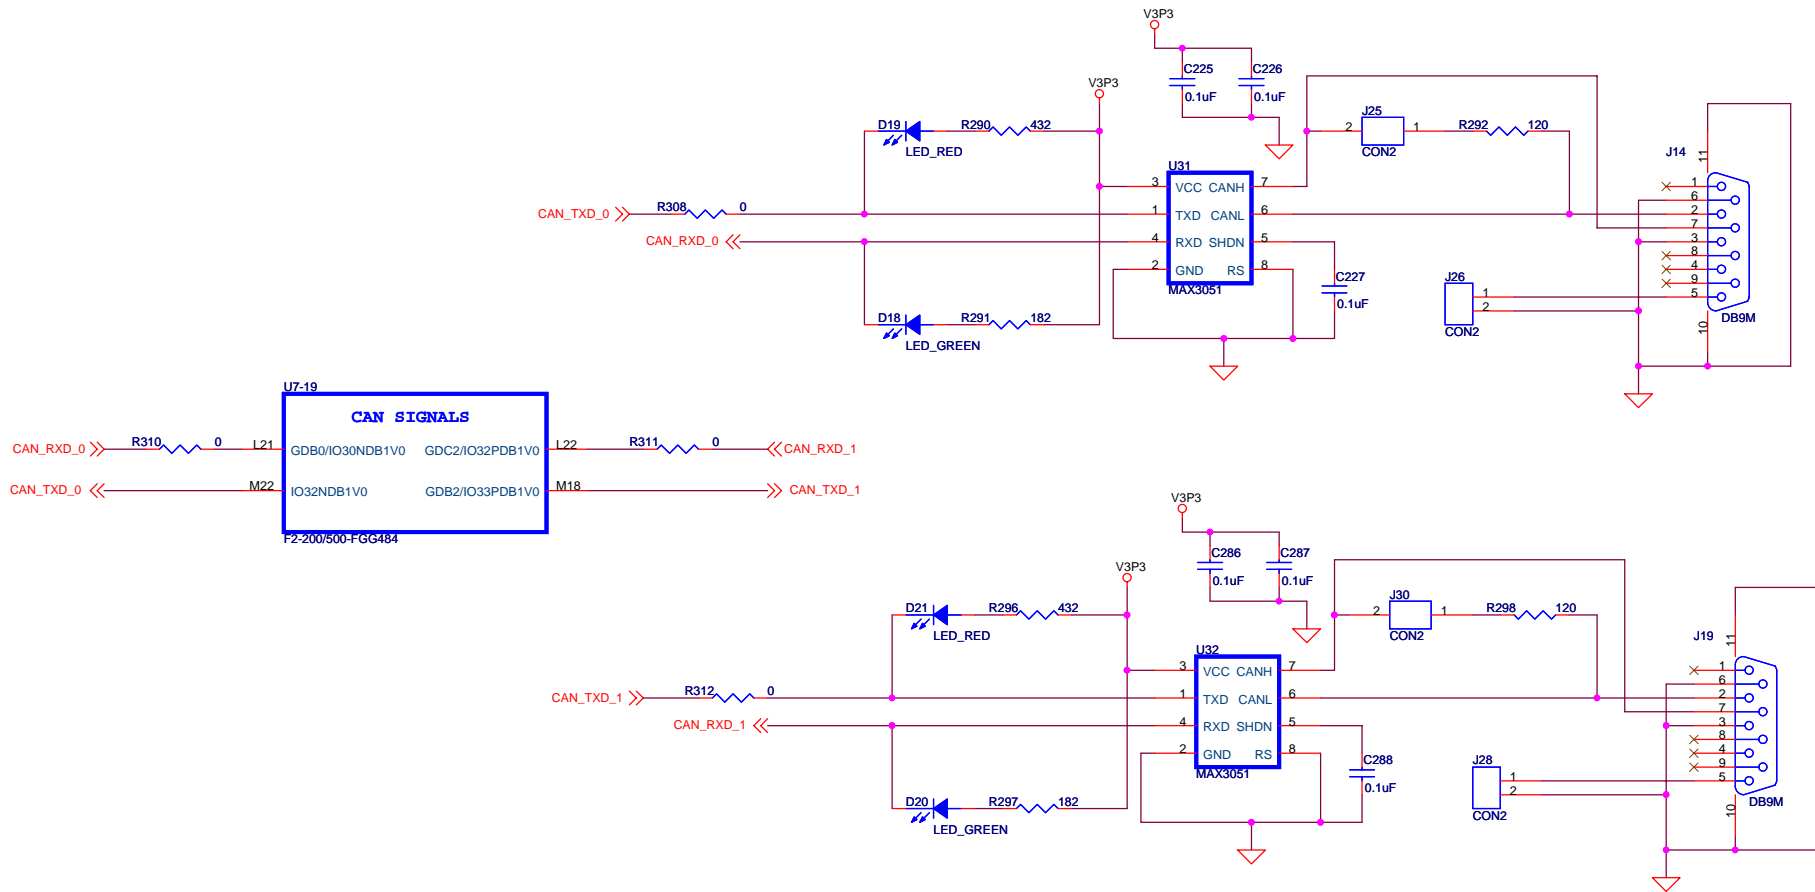 V3P3
C225
C226
0.1uF
0.1uF
V3P3
D19
R290
432
LED_RED
J25
2
1
CON2
R292
120
J14
11
U31
3
VCC
CANH
7
CAN_TXD_0
R308
0
1
TXD
CANL
6
CAN_RXD_0
4
RXD
SHDN
5
2
GND
RS
8
MAX3051
C227
0.1uF
D18
R291
182
LED_GREEN
J26
1
2
CON2
1
6
2
7
3
8
4
9
5
10
DB9M
U7-19
CAN SIGNALS
CAN_RXD_0
R310
0
L21
GDB0/IO30NDB1V0
GDC2/IO32PDB1V0
L22
R311
0
CAN_RXD_1
CAN_TXD_0
M22
IO32NDB1V0
GDB2/IO33PDB1V0
M18
CAN_TXD_1
F2-200/500-FGG484
V3P3
C286
C287
0.1uF
0.1uF
V3P3
D21
R296
432
LED_RED
J30
2
1
CON2
R298
120
J19
11
U32
3
VCC
CANH
7
CAN_TXD_1
R312
0
1
TXD
CANL
6
CAN_RXD_1
4
RXD
SHDN
5
2
GND
RS
8
MAX3051
C288
0.1uF
D20
R297
182
LED_GREEN
J28
1
2
CON2
1
6
2
7
3
8
4
9
5
10
DB9M